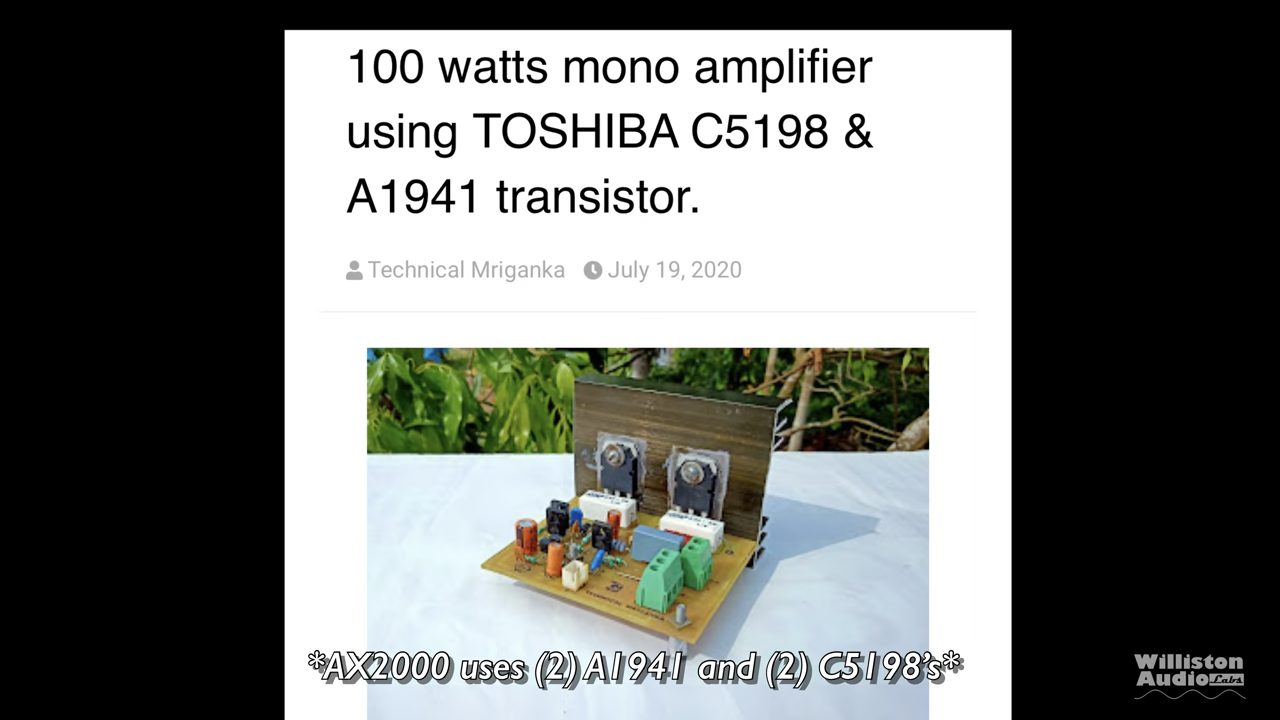 100 watts mono amplifier
using TOSHIBA C5198 &
A1941 transistor.
Technical Mriganka July 19, 2020
*AX2000 uses (2) A1941 and (2) C5198's*
Williston
Audio Labs